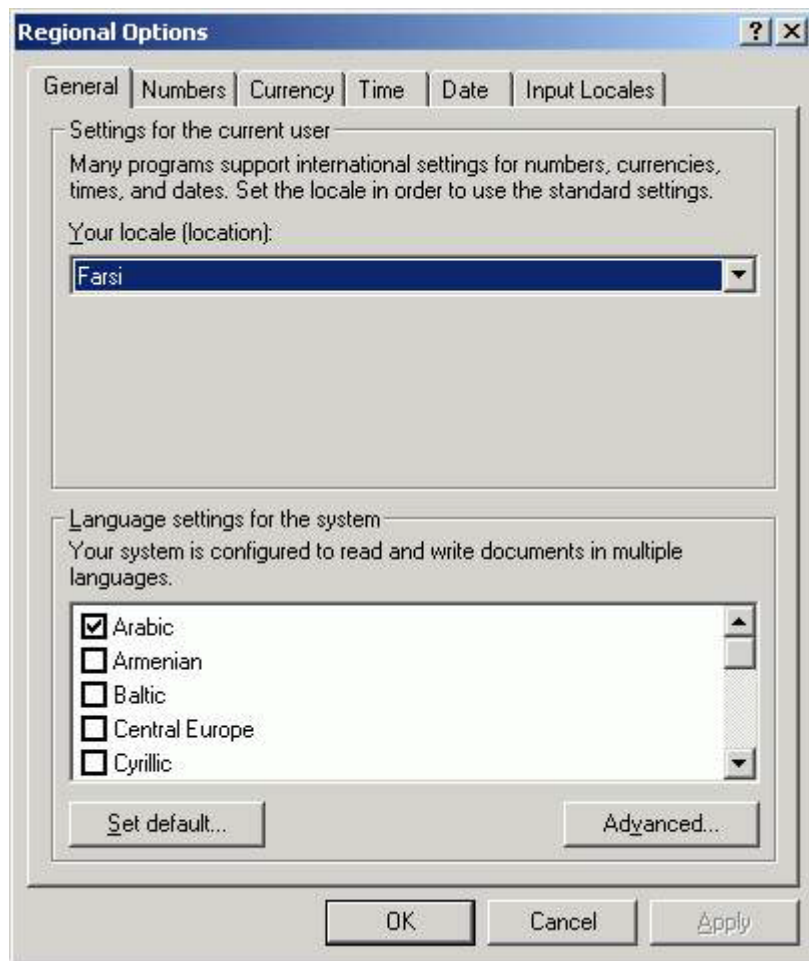 Regional Options
General Numbers Currency Time Date Input Locales
Settings for the current user
Many programs support international settings for numbers, currencies,
times, and dates. Set the locale in order to use the standard settings.
Your locale (location):
Farsi
Language settings for the system
Your system is configured to read and write documents in multiple
languages.
Arabic
Armenian
Baltic
Central Europe
Cyrillic
Set default... Advanced...
OK Cancel Apply